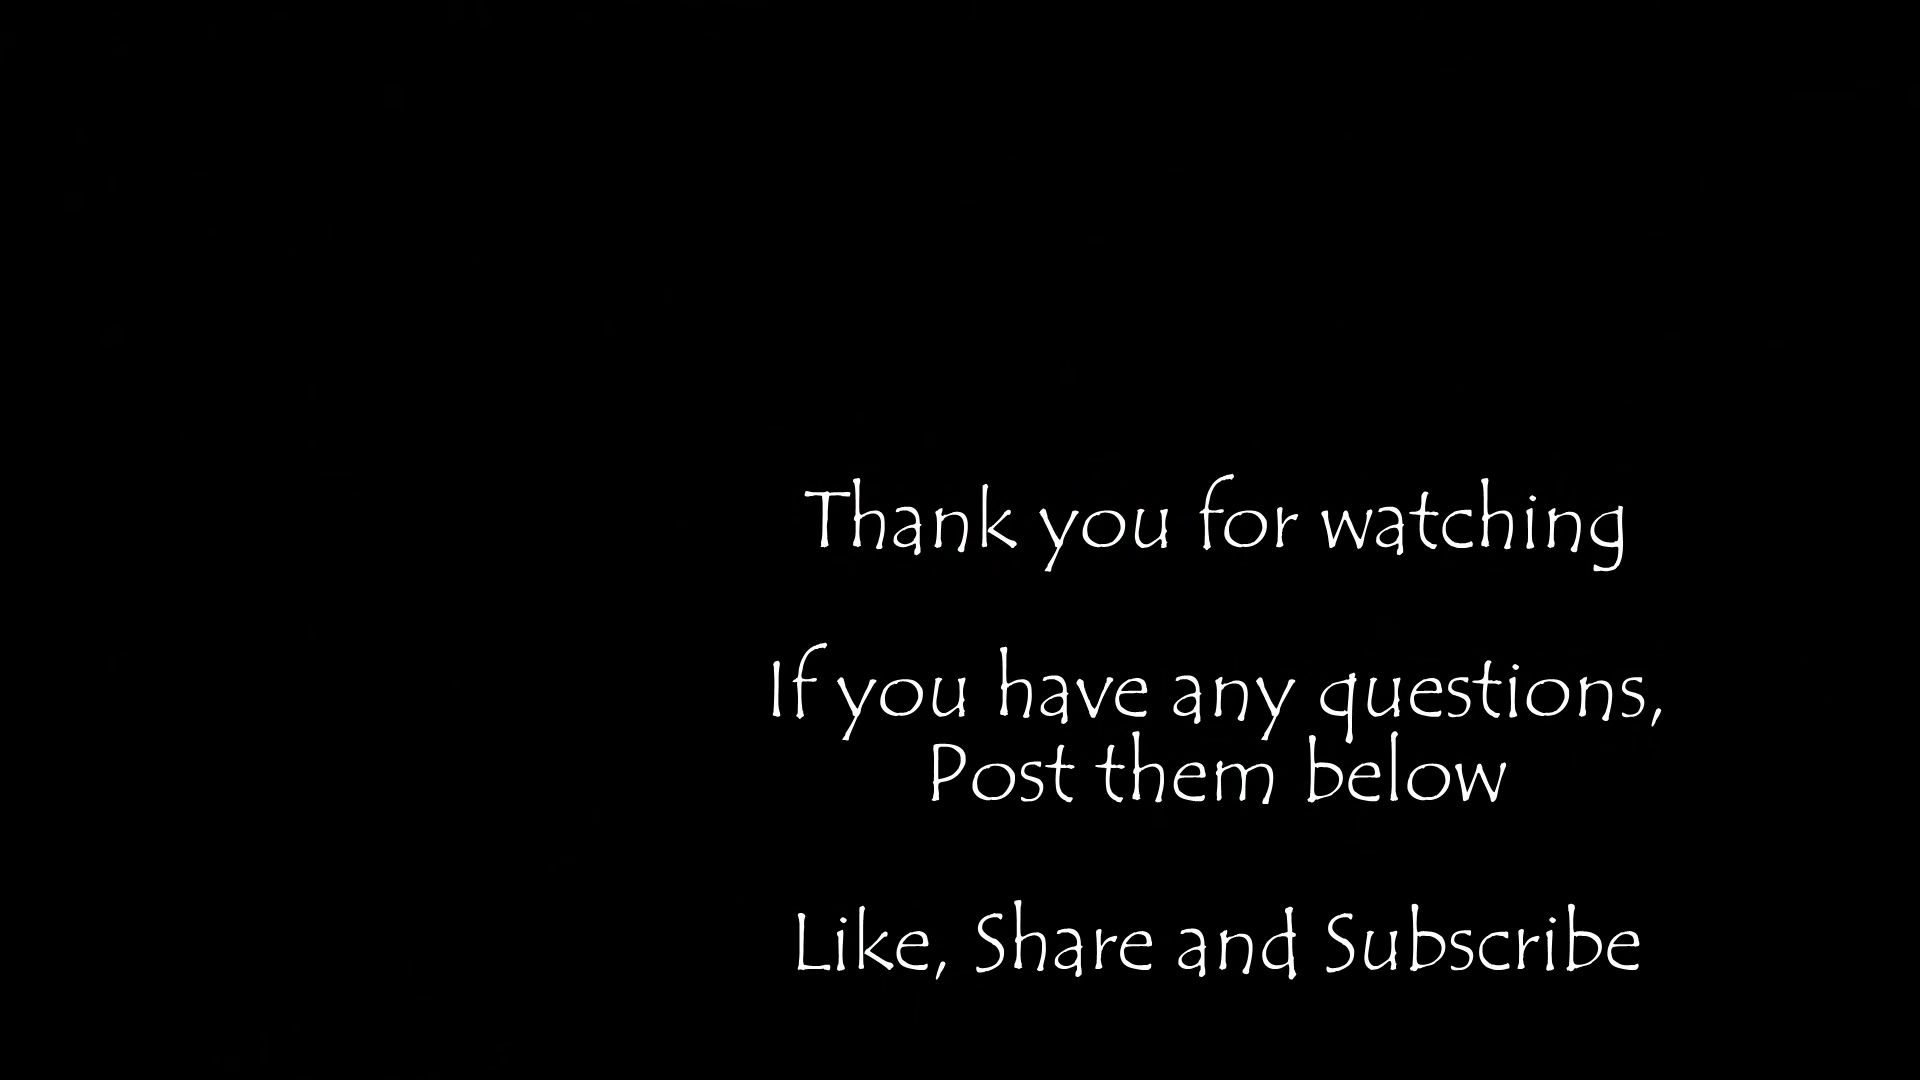 Thank you for watching
If you have any questions,
Post them below
Like, Share and Subscribe